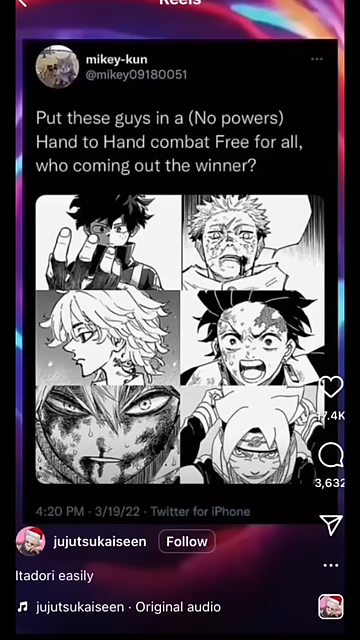 Reels
mikey-kun
@mikey09180051
Put these guys in a (No powers)
Hand to Hand combat Free for all,
who coming out the winner?
17.4K
3,632
4:20 PM · 3/19/22 · Twitter for iPhone
jujutsukaiseen
Follow
Itadori easily
jujutsukaiseen · Original audio